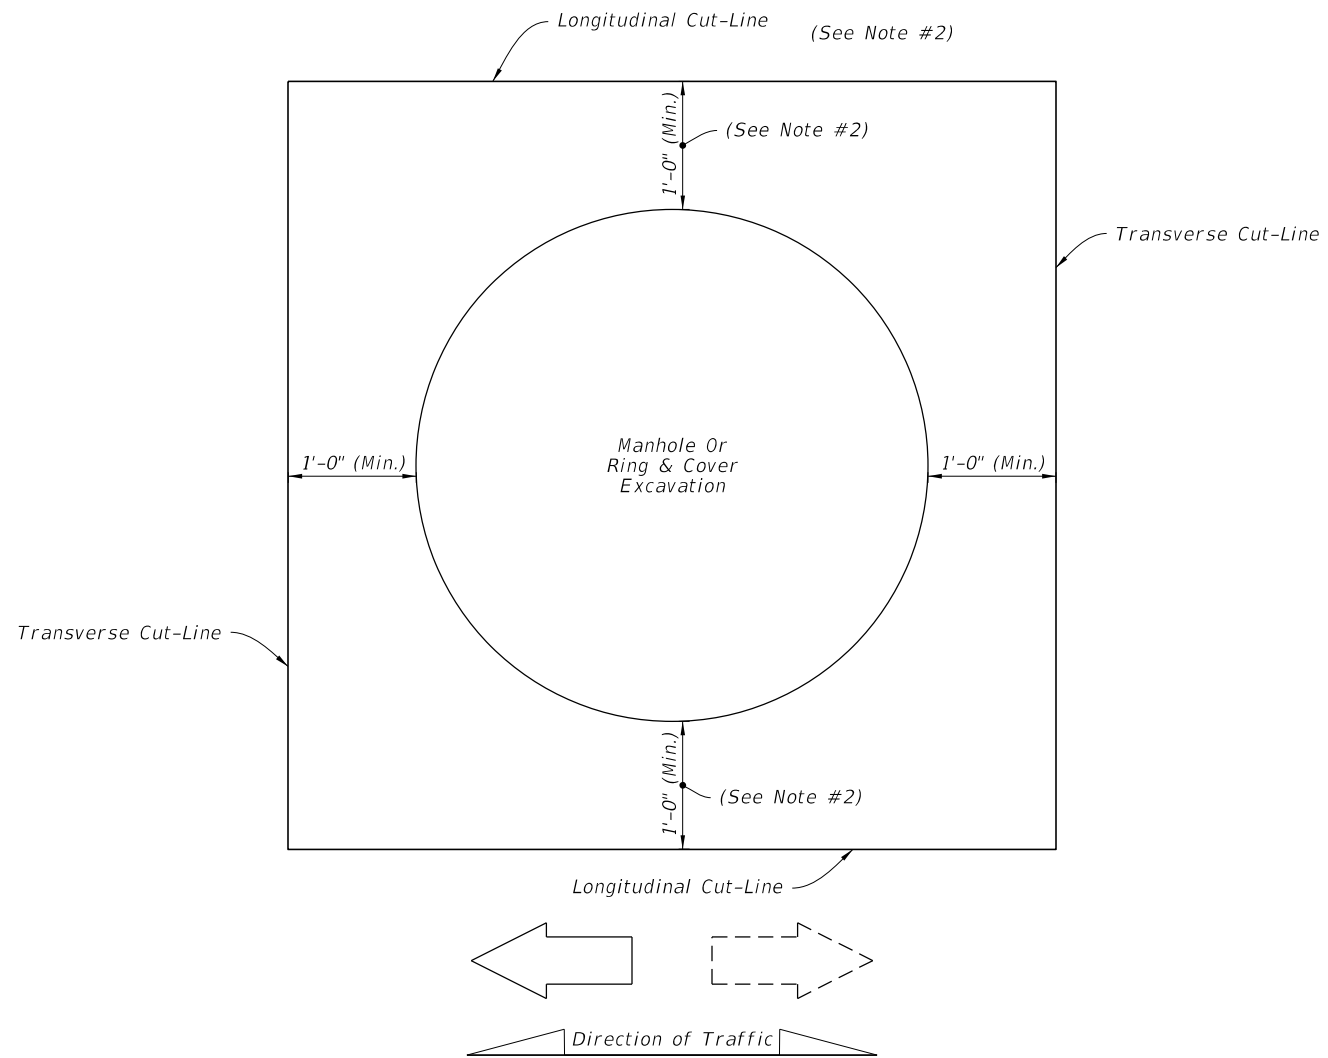 Longitudinal Cut-Line
(See Note #2)
1'-0" (Min.)
(See Note #2)
Transverse Cut-Line
Manhole Or
Ring & Cover
Excavation
1'-0" (Min.)
1'-0" (Min.)
Transverse Cut-Line
1'-0" (Min.)
(See Note #2)
Longitudinal Cut-Line
Direction of Traffic